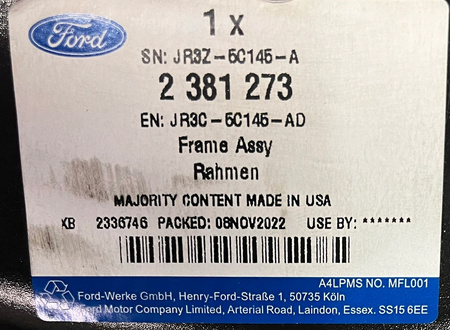 Ford
1 x
SN: JR3Z-5C145-A
2 381 273
EN: JR3C-5C145-AD
Frame Assy
Rahmen
MAJORITY CONTENT MADE IN USA
XB 2336746 PACKED: 08NOV2022 USE BY: *******
A4LPMS NO. MFL001
Ford-Werke GmbH, Henry-Ford-Straße 1, 50735 Köln
Ford Motor Company Limited, Arterial Road, Laindon, Essex. SS15 6EE